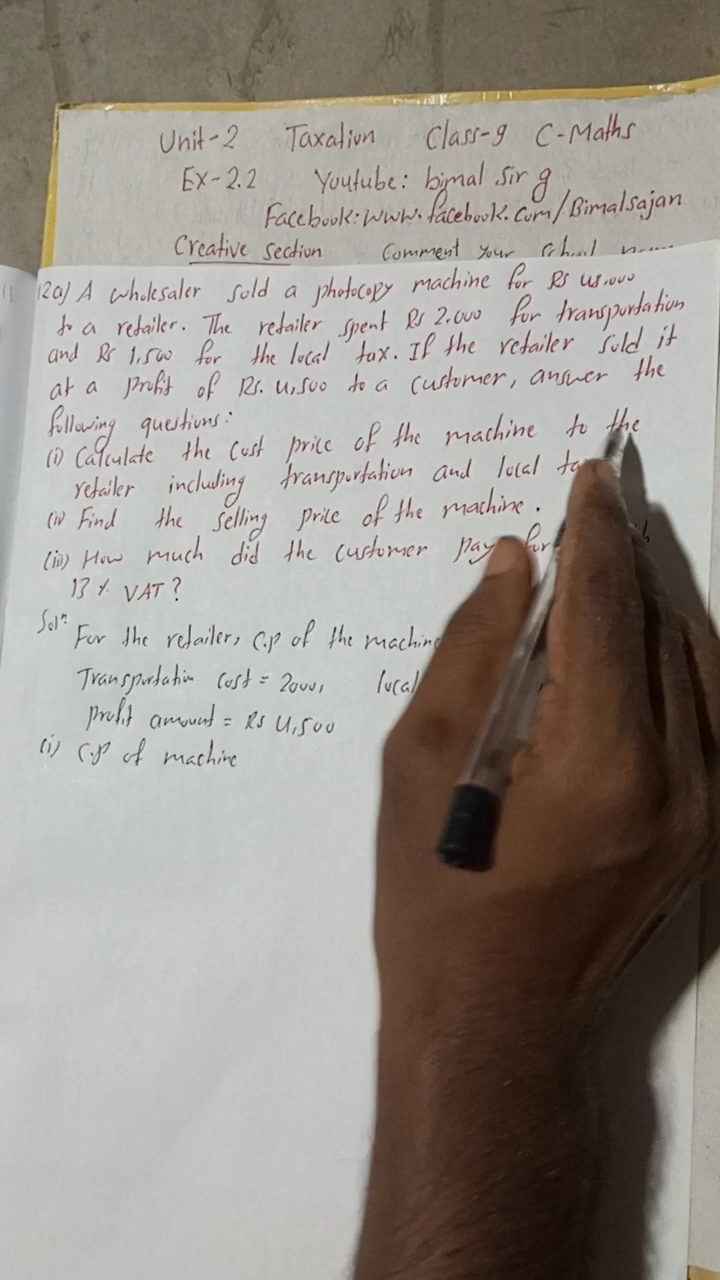 Unit-2 Taxation Class-9 C-Maths
Ex-2.2 Youtube: bimal sir g
Facebook: www.facebook.com/Bimalsajan
Creative section Comment your school
12a) A wholesaler sold a photocopy machine for Rs 48,000
to a retailer. The retailer spent Rs 2,000 for transportation
and Rs 1,500 for the local tax. If the retailer sold it
at a profit of Rs. 4,500 to a customer, answer the
following questions:
(i) Calculate the cost price of the machine to the
retailer including transportation and local
(ii) Find the selling price of the machine.
(iii) How much did the customer pay for
13 % VAT?
Solⁿ
For the retailer, C.P of the machine
Transportation cost = 2000, local
profit amount = Rs 4,500
(i) C.P of machine